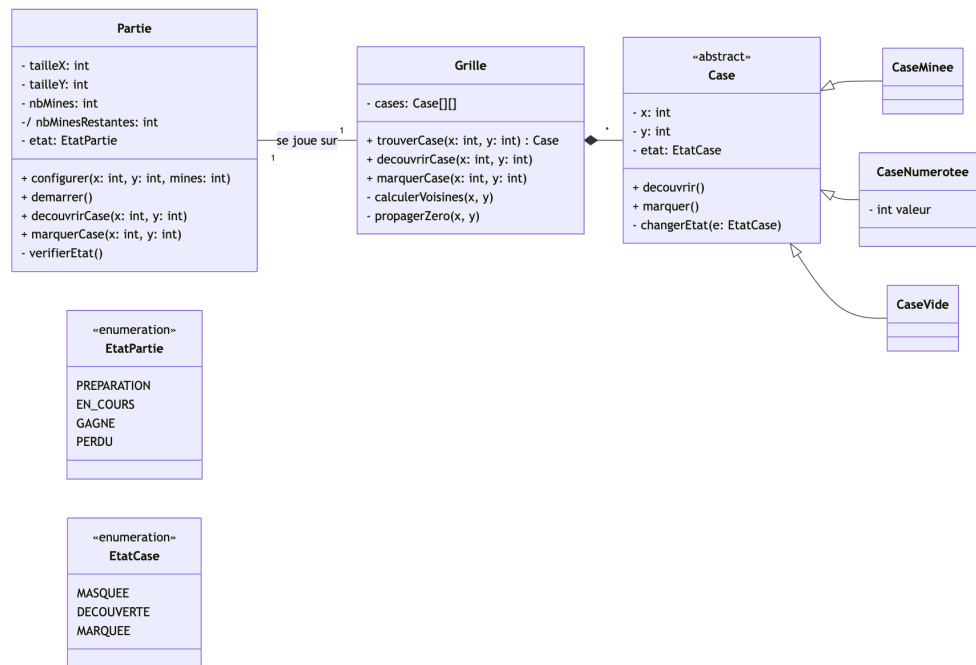 Partie
- tailleX: int
- tailleY: int
- nbMines: int
-/ nbMinesRestantes: int
- etat: EtatPartie
+ configurer(x: int, y: int, mines: int)
+ demarrer()
+ decouvrirCase(x: int, y: int)
+ marquerCase(x: int, y: int)
- verifierEtat()
1
se joue sur
1
Grille
- cases: Case[][]
+ trouverCase(x: int, y: int) : Case
+ decouvrirCase(x: int, y: int)
+ marquerCase(x: int, y: int)
- calculerVoisines(x, y)
- propagerZero(x, y)
*
«abstract»
Case
- x: int
- y: int
- etat: EtatCase
+ decouvrir()
+ marquer()
- changerEtat(e: EtatCase)
CaseMinee
CaseNumerotee
- int valeur
CaseVide
«enumeration»
EtatPartie
PREPARATION
EN_COURS
GAGNE
PERDU
«enumeration»
EtatCase
MASQUEE
DECOUVERTE
MARQUEE